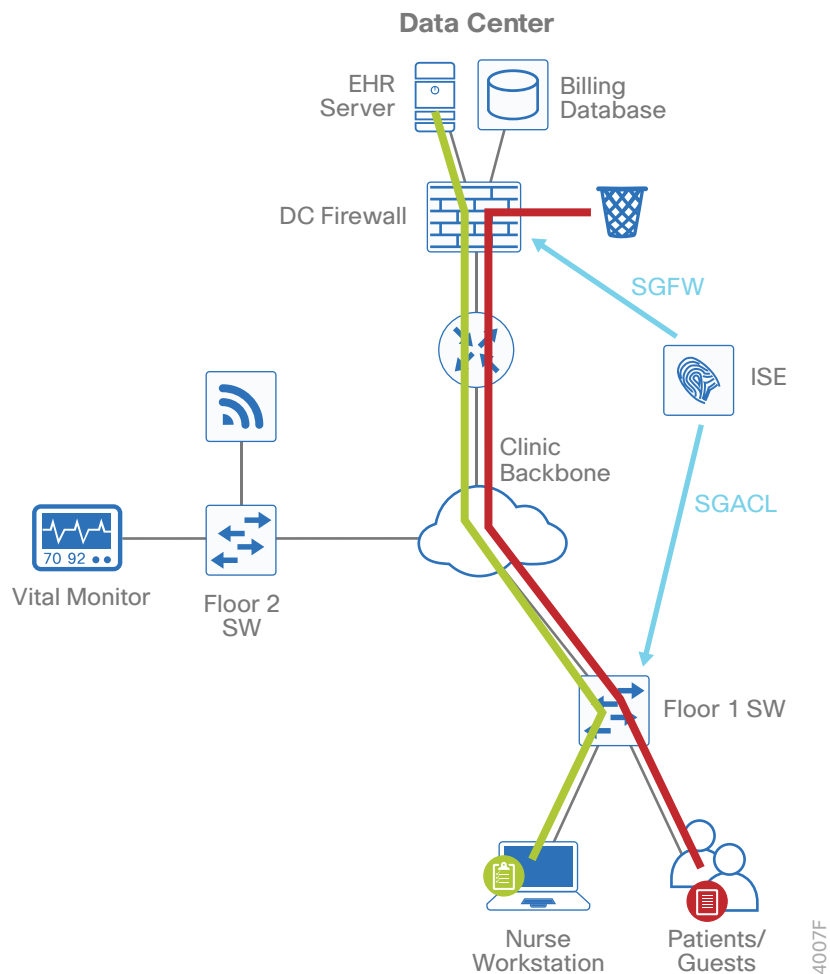 Data Center
EHR
Server
Billing
Database
DC Firewall
SGFW
ISE
Clinic
Backbone
SGACL
70 92
Vital Monitor
Floor 2
SW
Floor 1 SW
Nurse
Workstation
Patients/
Guests
4007F